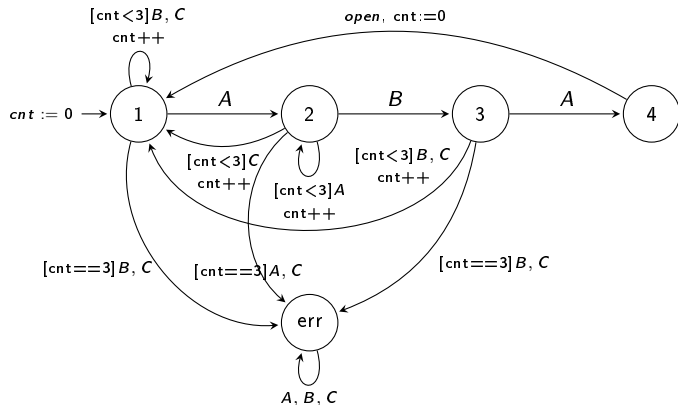 [cnt<3]B, C
cnt++
open, cnt:=0
cnt := 0
1
A
2
B
3
A
4
[cnt<3]C
cnt++
[cnt<3]A
cnt++
[cnt<3]B, C
cnt++
[cnt==3]B, C
[cnt==3]A, C
[cnt==3]B, C
err
A, B, C